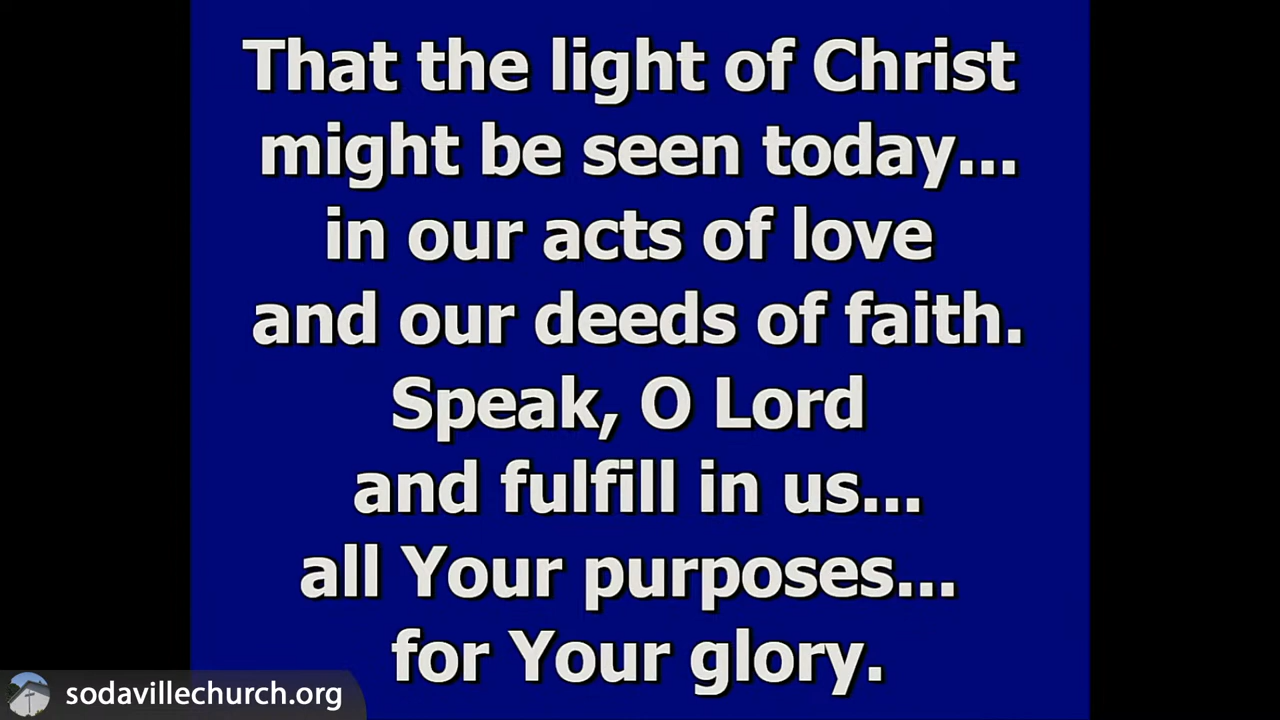 That the light of Christ
might be seen today...
in our acts of love
and our deeds of faith.
Speak, O Lord
and fulfill in us...
all Your purposes...
for Your glory.
sodavillechurch.org